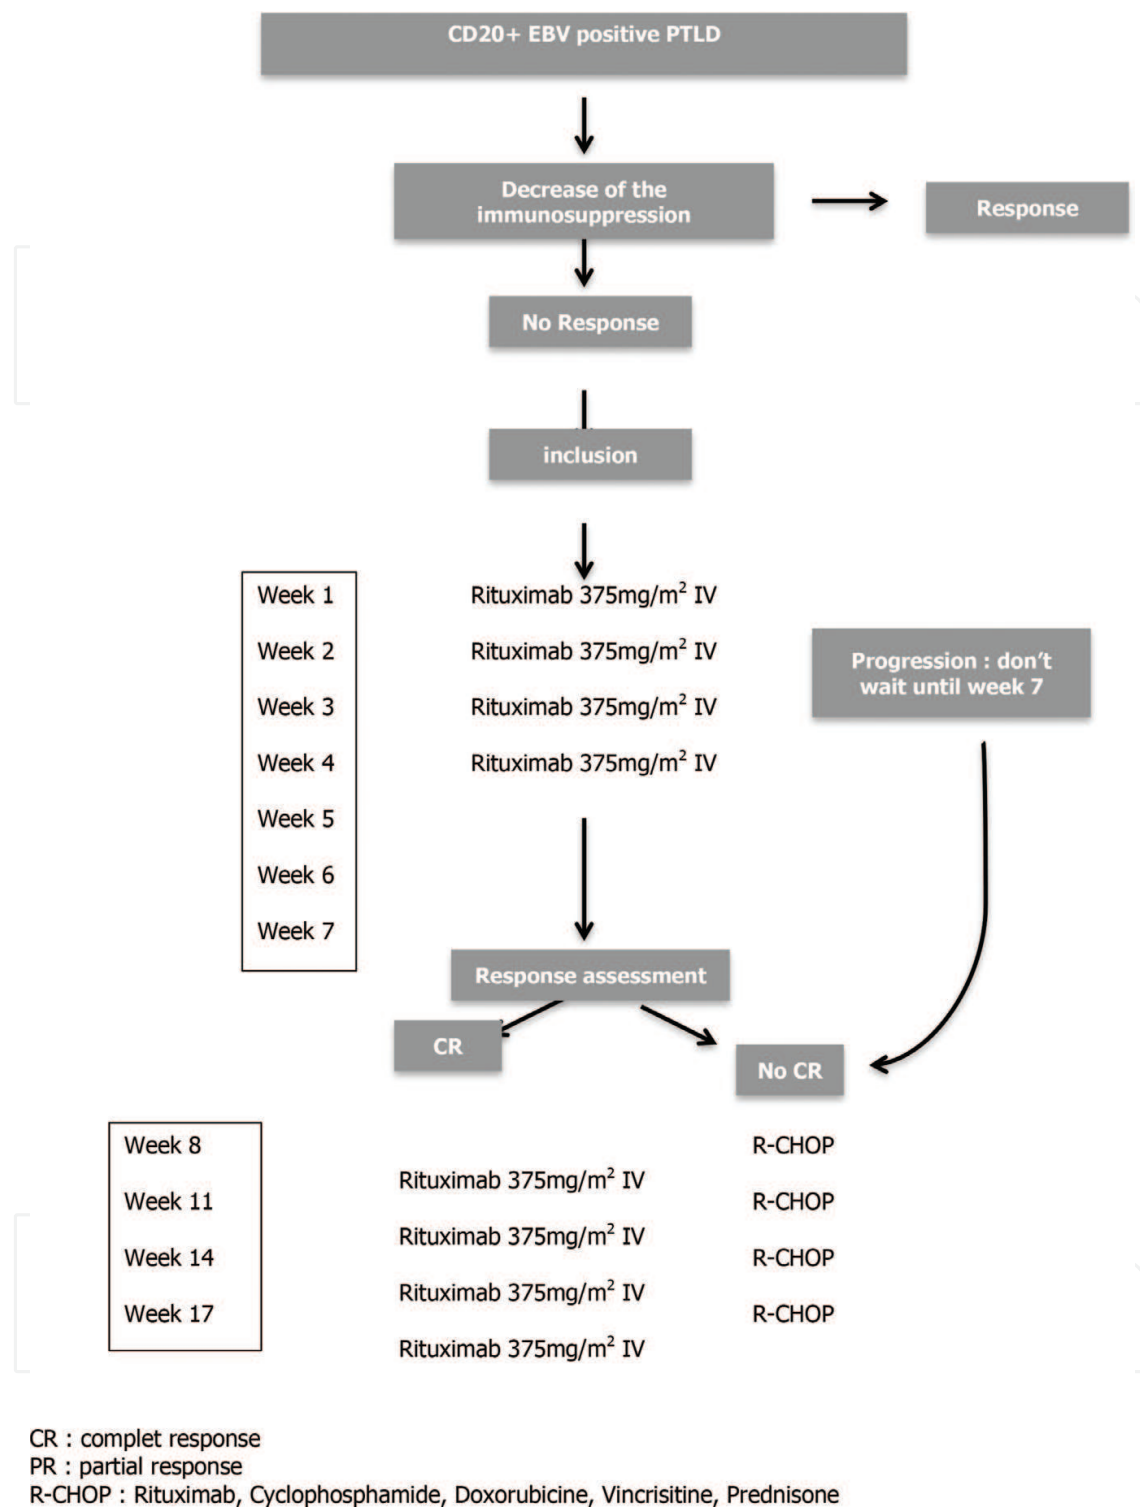 CD20+ EBV positive PTLD
Decrease of the
immunosuppression
Response
No Response
inclusion
Week 1
Rituximab 375mg/m² IV
Week 2
Rituximab 375mg/m² IV
Week 3
Rituximab 375mg/m² IV
Week 4
Rituximab 375mg/m² IV
Week 5
Week 6
Week 7
Progression : don't
wait until week 7
Response assessment
CR
No CR
Week 8
R-CHOP
Rituximab 375mg/m² IV
Week 11
R-CHOP
Rituximab 375mg/m² IV
Week 14
R-CHOP
Rituximab 375mg/m² IV
Week 17
R-CHOP
Rituximab 375mg/m² IV
CR : complet response
PR : partial response
R-CHOP : Rituximab, Cyclophosphamide, Doxorubicine, Vincrisitine, Prednisone